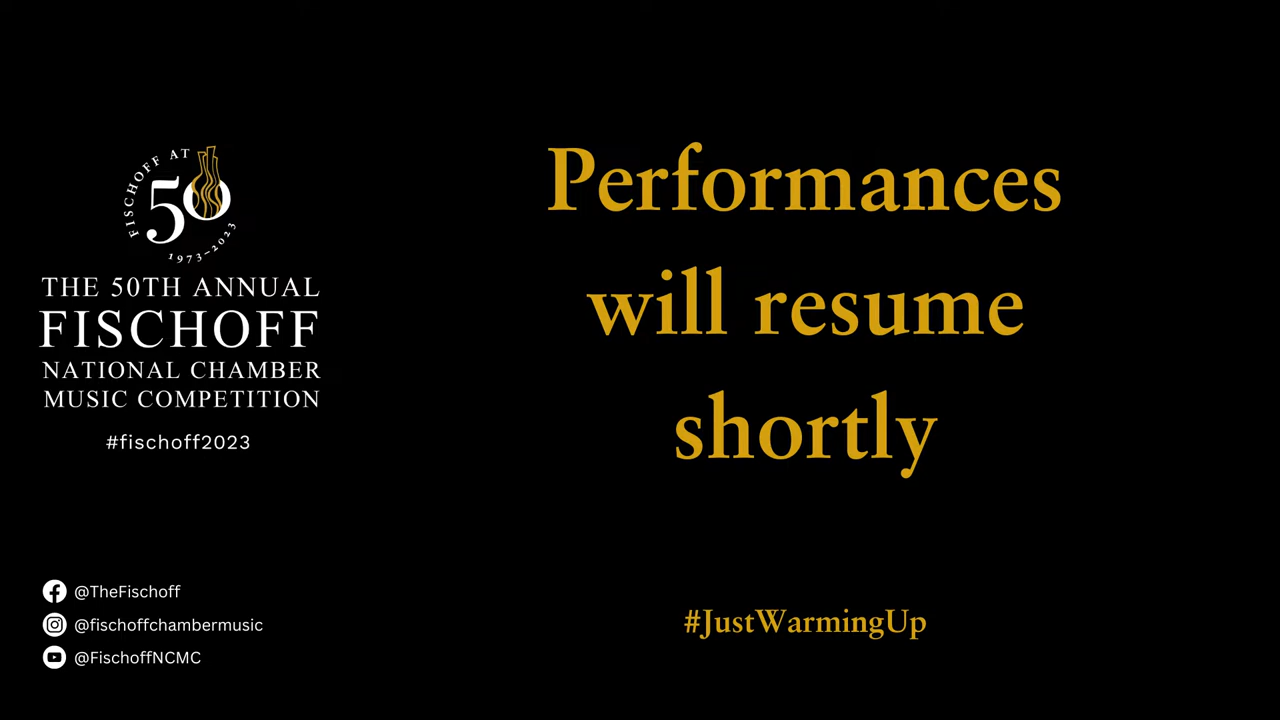 FISCHOFF AT
50
1973-2023
THE 50TH ANNUAL
FISCHOFF
NATIONAL CHAMBER
MUSIC COMPETITION
#fischoff2023
@TheFischoff
@fischoffchambermusic
@FischoffNCMC
Performances
will resume
shortly
#JustWarmingUp